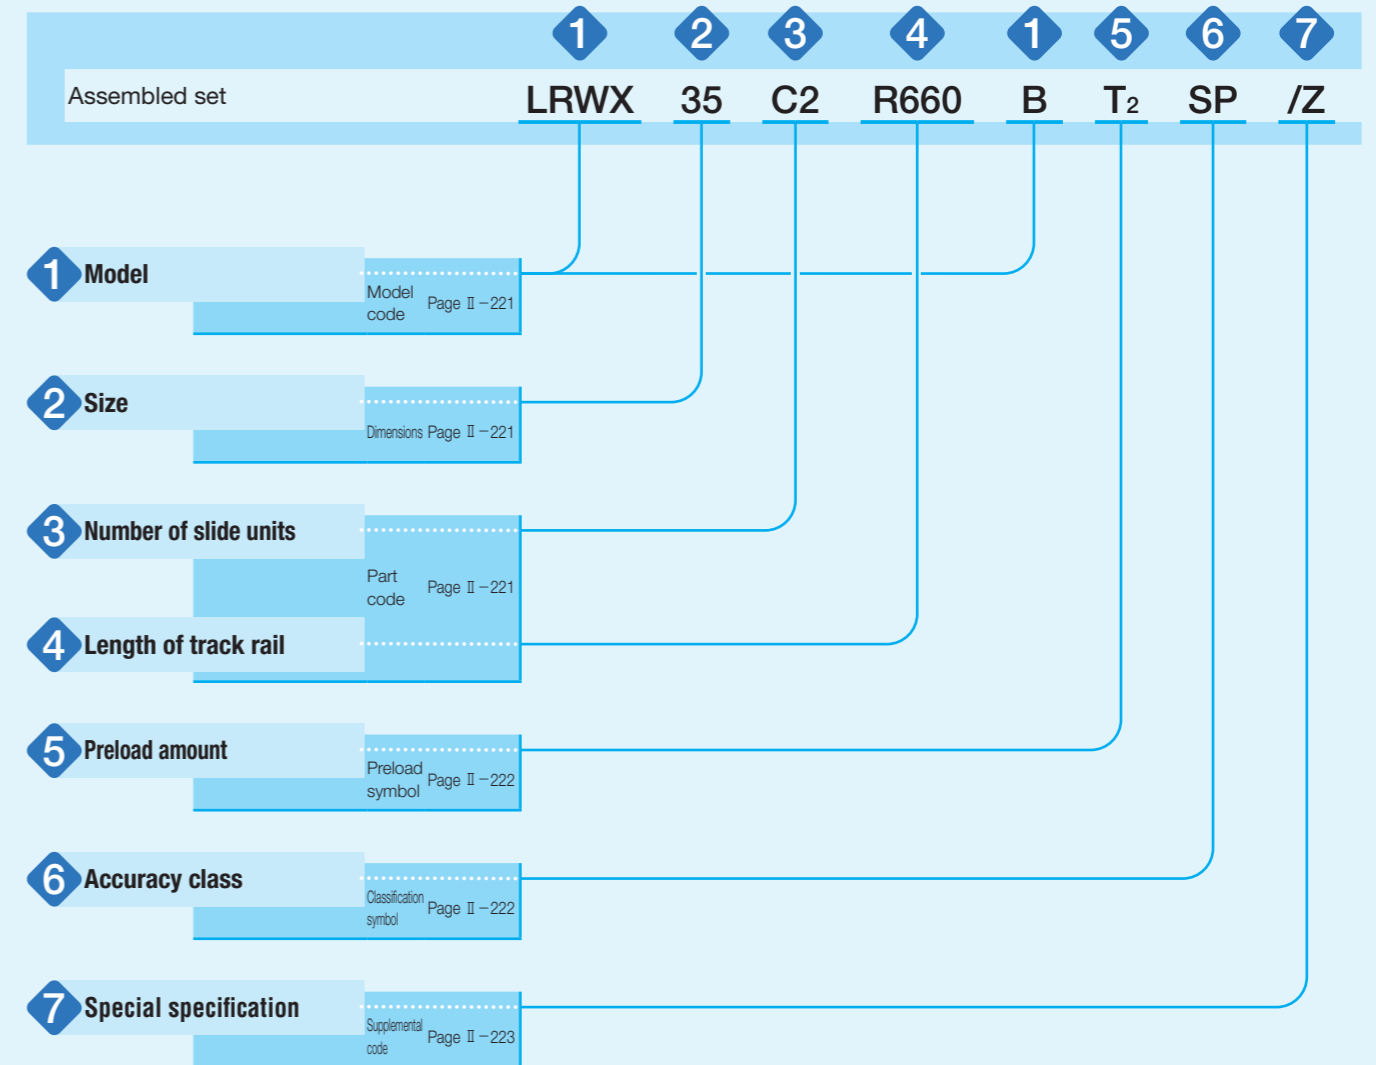 1 2 3 4 1 5 6 7
Assembled set LRWX 35 C2 R660 B T2 SP /Z
1 Model
Model
code Page Ⅱ-221
2 Size
Dimensions Page Ⅱ-221
3 Number of slide units
Part
code Page Ⅱ-221
4 Length of track rail
5 Preload amount
Preload
symbol Page Ⅱ-222
6 Accuracy class
Classification
symbol Page Ⅱ-222
7 Special specification
Supplemental
code Page Ⅱ-223